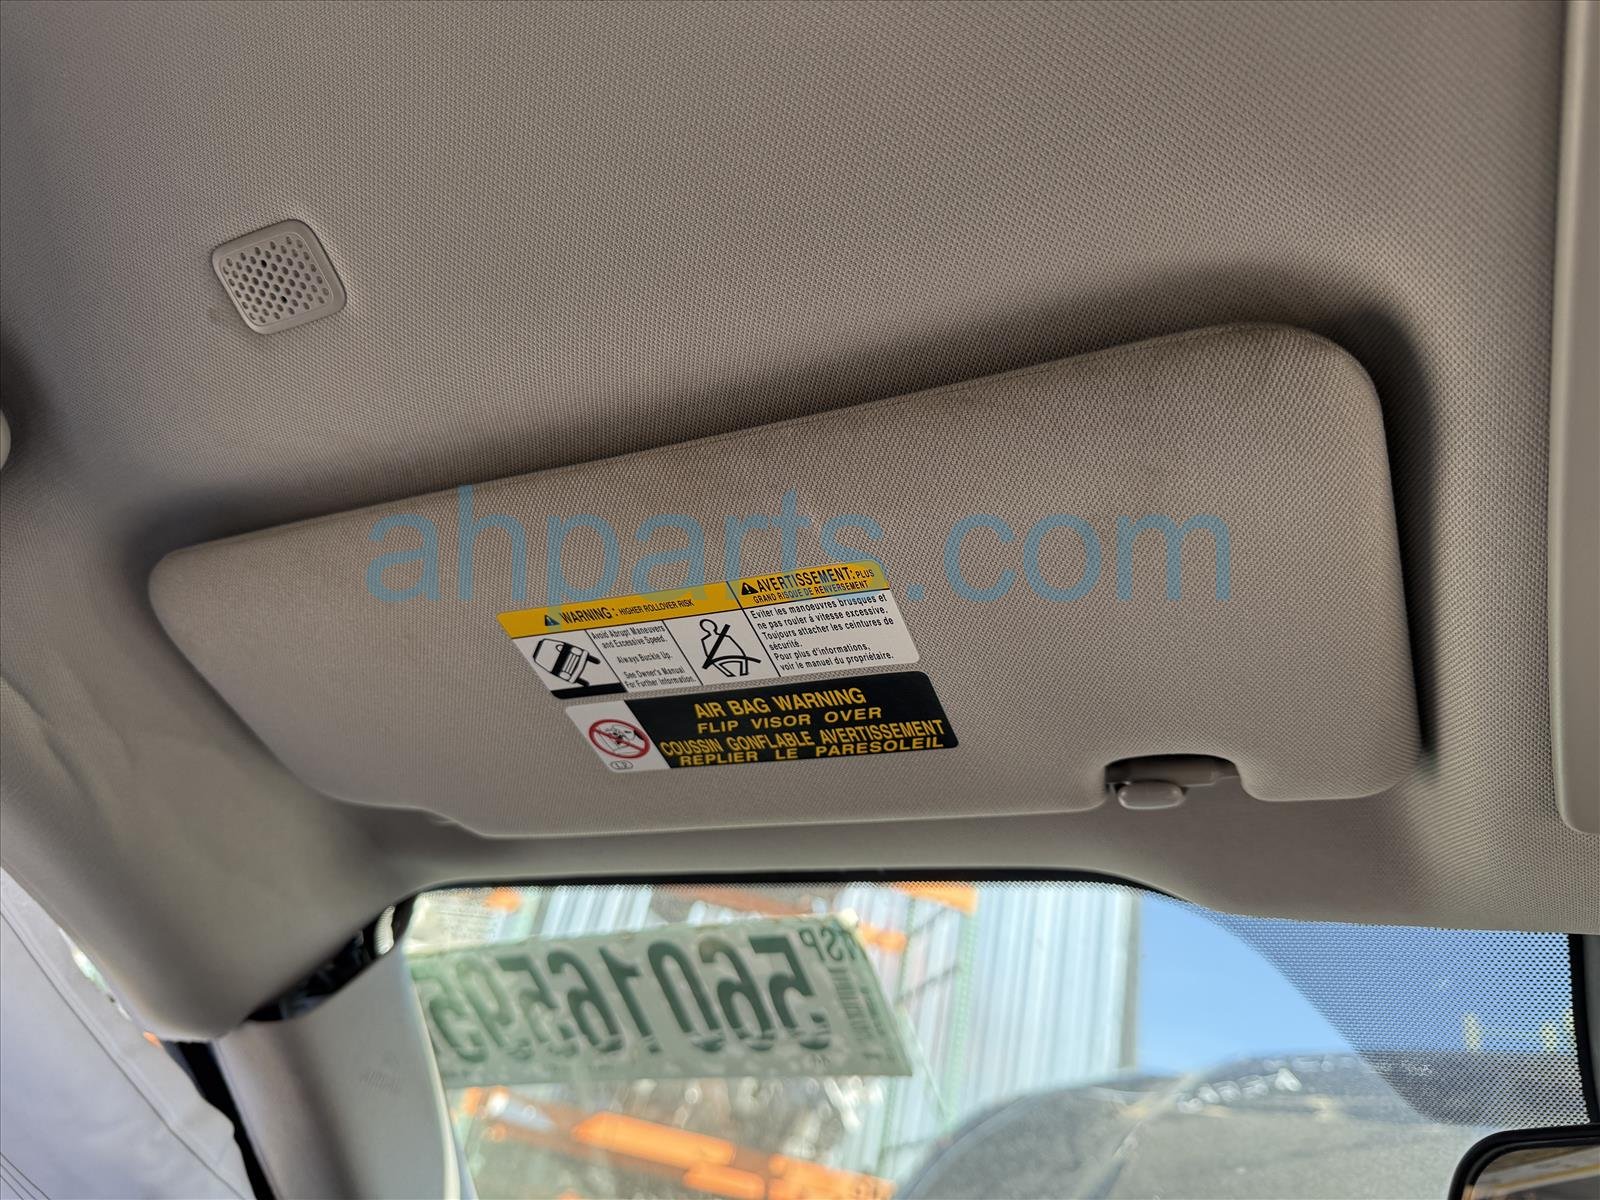 ahparts.com
WARNING: HIGHER ROLLOVER RISK
Avoid Abrupt Maneuvers
and Excessive Speed.
Always Buckle Up.
See Owner's Manual
For Further Information.
AVERTISSEMENT: PLUS
GRAND RISQUE DE RENVERSEMENT
Eviter les manoeuvres brusques et
ne pas rouler à vitesse excessive.
Toujours attacher les ceintures de
sécurité.
Pour plus d'informations,
voir le manuel du propriétaire.
AIR BAG WARNING
FLIP VISOR OVER
COUSSIN GONFLABLE AVERTISSEMENT
REPLIER LE PARESOLEIL